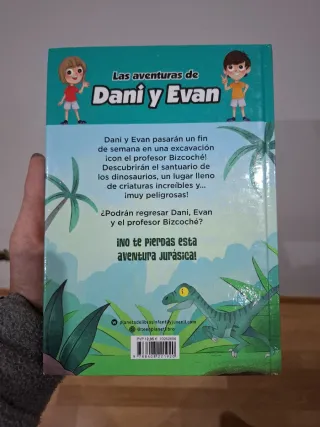 Las aventuras de
Dani y Evan
Dani y Evan pasarán un fin
de semana en una excavación
¡con el profesor Bizcoché!
Descubrirán el santuario de
los dinosaurios, un lugar lleno
de criaturas increíbles y...
¡muy peligrosas!
¿Podrán regresar Dani, Evan
y el profesor Bizcoché?
¡No te pierdas esta
aventura jurásica!